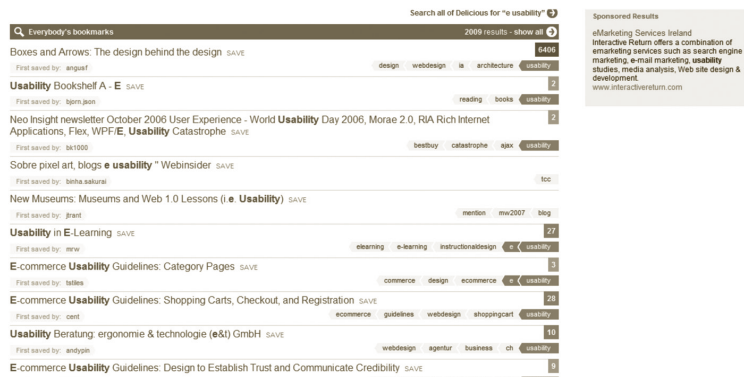 Search all of Delicious for "e usability"
Everybody's bookmarks
2009 results - show all
Boxes and Arrows: The design behind the design SAVE
6406
First saved by: angusf
design webdesign ia architecture usability
Usability Bookshelf A - E SAVE
2
First saved by: bjorn.json
reading books usability
Neo Insight newsletter October 2006 User Experience - World Usability Day 2006, Morae 2.0, RIA Rich Internet
Applications, Flex, WPF/E, Usability Catastrophe SAVE
2
First saved by: bk1000
bestbuy catastrophe ajax usability
Sobre pixel art, blogs e usability " Webinsider SAVE
First saved by: binha.sakurai
tcc
New Museums: Museums and Web 1.0 Lessons (i.e. Usability) SAVE
First saved by: jtrant
mention mw2007 blog
Usability in E-Learning SAVE
27
First saved by: mrw
elearning e-learning instructionaldesign e usability
E-commerce Usability Guidelines: Category Pages SAVE
3
First saved by: tstiles
commerce design ecommerce e usability
E-commerce Usability Guidelines: Shopping Carts, Checkout, and Registration SAVE
28
First saved by: cent
ecommerce guidelines webdesign shoppingcart usability
Usability Beratung: ergonomie & technologie (e&t) GmbH SAVE
10
First saved by: andypin
webdesign agentur business ch usability
E-commerce Usability Guidelines: Design to Establish Trust and Communicate Credibility SAVE
9
Sponsored Results
eMarketing Services Ireland
Interactive Return offers a combination of
emarketing services such as search engine
marketing, e-mail marketing, usability
studies, media analysis, Web site design &
development.
www.interactivereturn.com